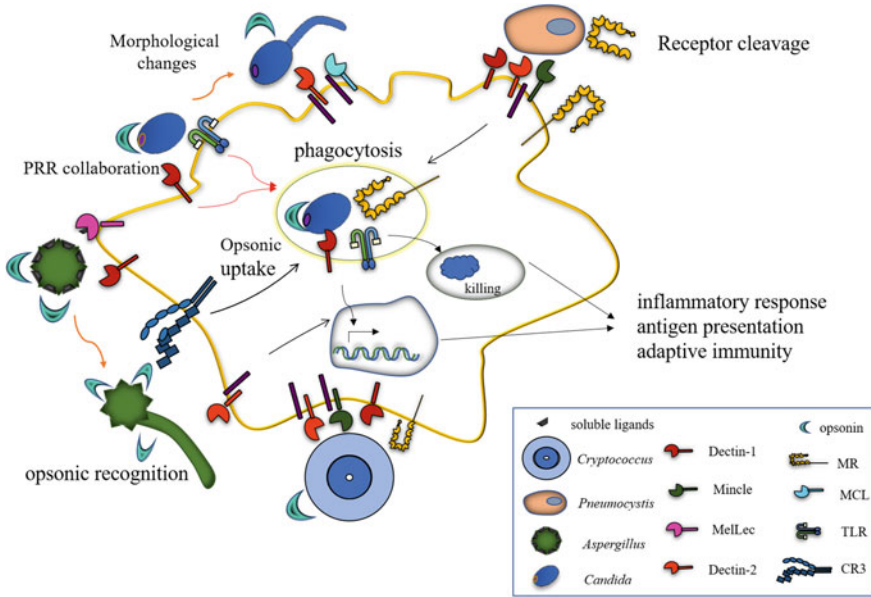 Morphological
changes
Receptor cleavage
PRR collaboration
phagocytosis
Opsonic
uptake
killing
inflammatory response
antigen presentation
adaptive immunity
opsonic recognition
soluble ligands
opsonin
Cryptococcus
Dectin-1
MR
Pneumocystis
Mincle
MCL
Aspergillus
MelLec
TLR
Candida
Dectin-2
CR3